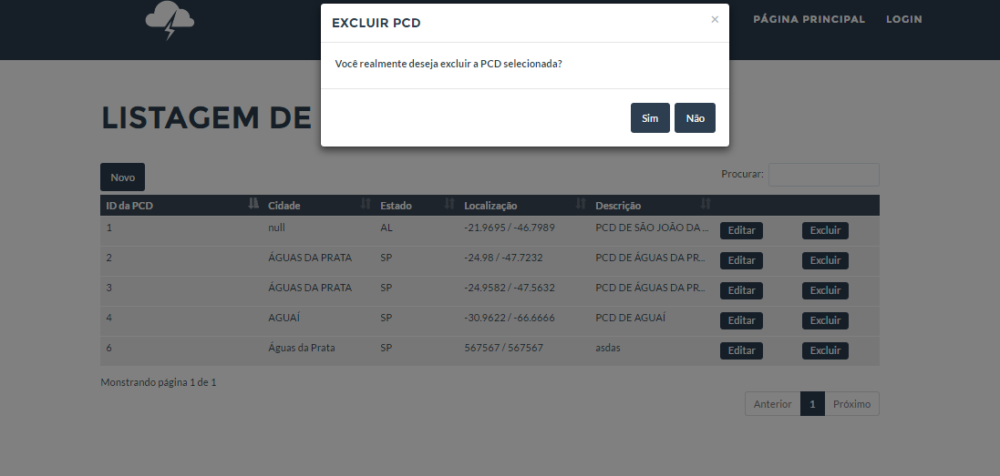 EXCLUIR PCD ×
PÁGINA PRINCIPAL LOGIN
Você realmente deseja excluir a PCD selecionada?
Sim Não
LISTAGEM DE
Novo Procurar:
ID da PCD Cidade Estado Localização Descrição
1 null AL -21.9695 / -46.7989 PCD DE SÃO JOÃO DA ... Editar Excluir
2 ÁGUAS DA PRATA SP -24.98 / -47.7232 PCD DE ÁGUAS DA PR... Editar Excluir
3 ÁGUAS DA PRATA SP -24.9582 / -47.5632 PCD DE ÁGUAS DA PR... Editar Excluir
4 AGUAÍ SP -30.9622 / -66.6666 PCD DE AGUAÍ Editar Excluir
6 Águas da Prata SP 567567 / 567567 asdas Editar Excluir
Monstrando página 1 de 1
Anterior 1 Próximo